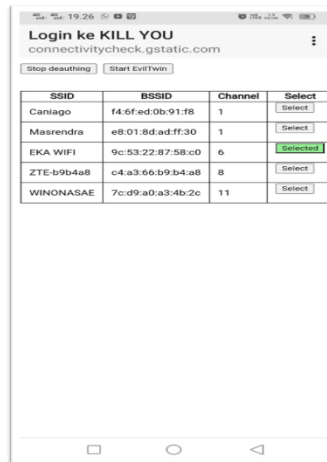 19.26
Login ke KILL YOU
connectivitycheck.gstatic.com
Stop deauthing Start EvilTwin
SSID BSSID Channel Select
Caniago f4:6f:ed:0b:91:f8 1 Select
Masrendra e8:01:8d:ad:ff:30 1 Select
EKA WIFI 9c:53:22:87:58:c0 6 Selected
ZTE-b9b4a8 c4:a3:66:b9:b4:a8 8 Select
WINONASAE 7c:d9:a0:a3:4b:2c 11 Select